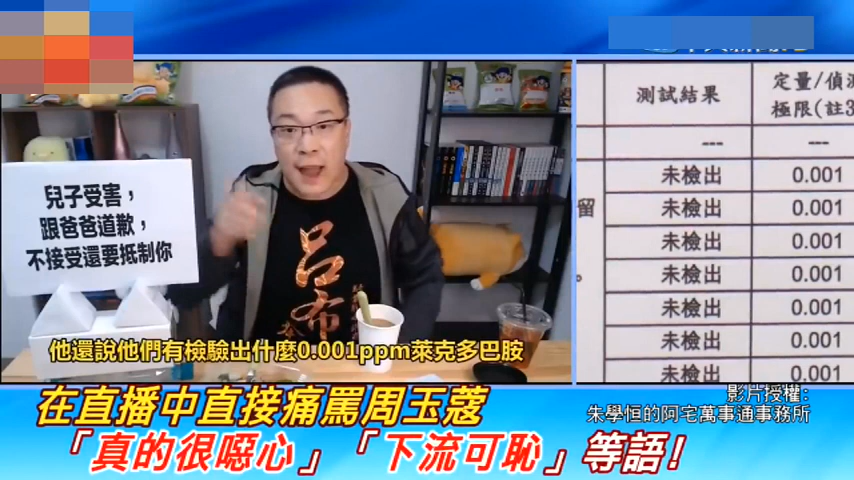 兒子受害，
跟爸爸道歉，
不接受還要抵制你
呂布
他還說他們有檢驗出什麼0.001ppm萊克多巴胺
測試結果
定量/偵測
極限(註3
---
---
留
未檢出 0.001
未檢出 0.001
未檢出 0.001
未檢出 0.001
未檢出 0.001
未檢出 0.001
未檢出 0.001
在直播中直接痛罵周玉蔻
「真的很噁心」「下流可恥」等語！
影片授權：
朱學恒的阿宅萬事通事務所